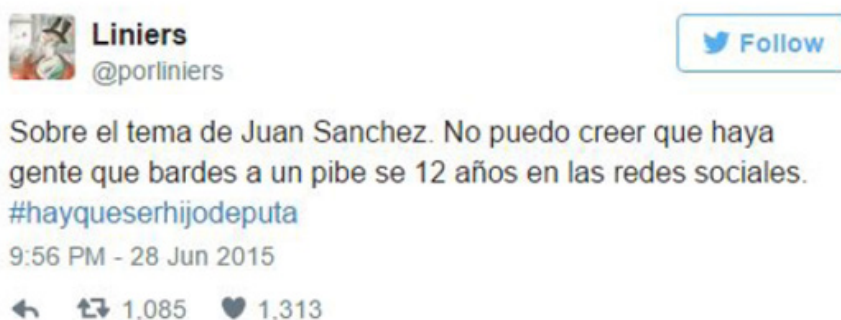 Liniers
@porliniers
Follow
Sobre el tema de Juan Sanchez. No puedo creer que haya
gente que bardes a un pibe se 12 años en las redes sociales.
#hayqueserhijodeputa
9:56 PM - 28 Jun 2015
1,085 1,313